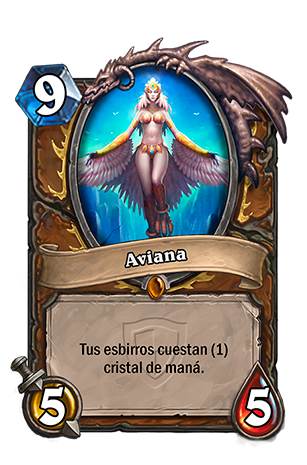 9
Aviana
Tus esbirros cuestan (1)
cristal de maná.
5
5